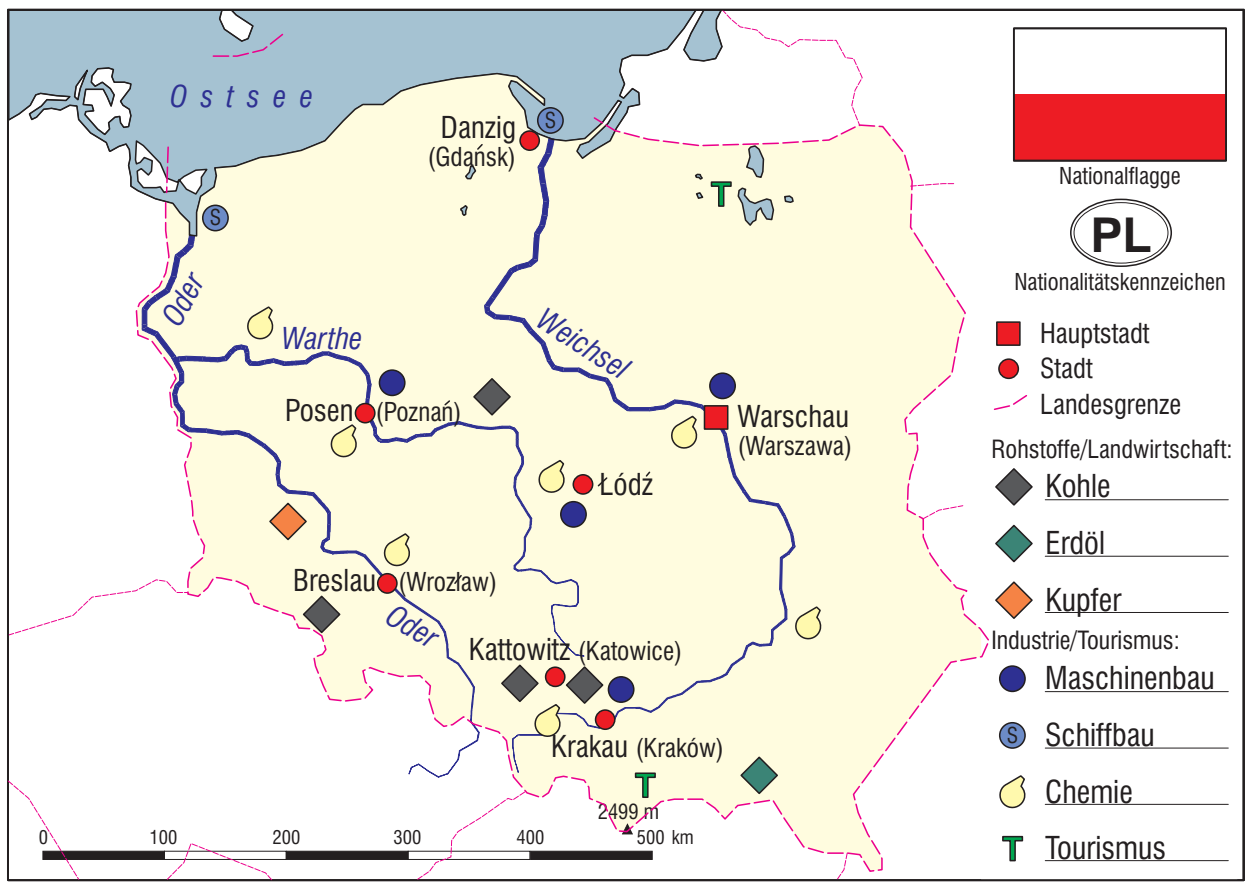 Ostsee
Danzig
(Gdańsk)
S
S
T
Oder
Warthe
Weichsel
Posen (Poznań)
Warschau
(Warszawa)
Łódź
Breslau (Wrozław)
Oder
Kattowitz (Katowice)
Krakau (Kraków)
T
2499 m
0 100 200 300 400 500 km
Nationalflagge
PL
Nationalitätskennzeichen
Hauptstadt
Stadt
Landesgrenze
Rohstoffe/Landwirtschaft:
Kohle
Erdöl
Kupfer
Industrie/Tourismus:
Maschinenbau
S Schiffbau
Chemie
T Tourismus